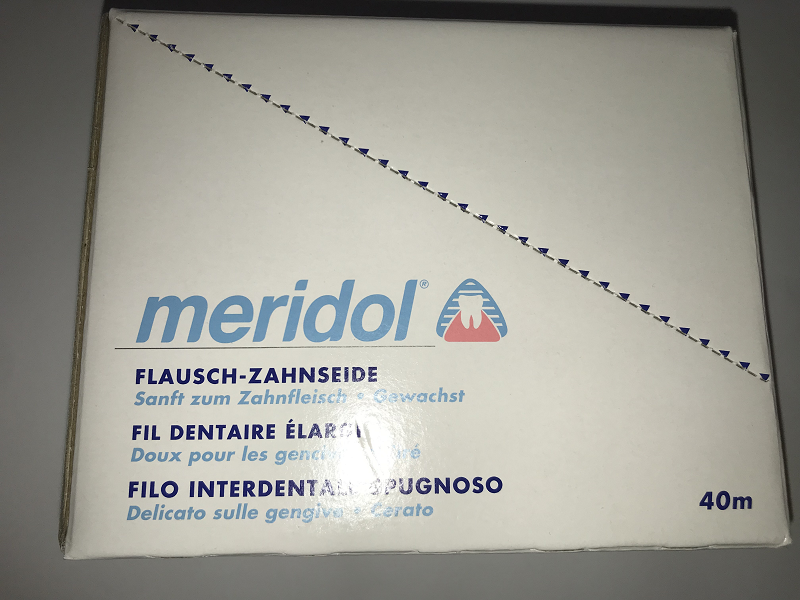 meridol®
FLAUSCH-ZAHNSEIDE
Sanft zum Zahnfleisch • Gewachst
FIL DENTAIRE
Doux pour les
FILO INTERDENTALE SPUGNOSO
Delicato sulle gengive • Cerato
40m